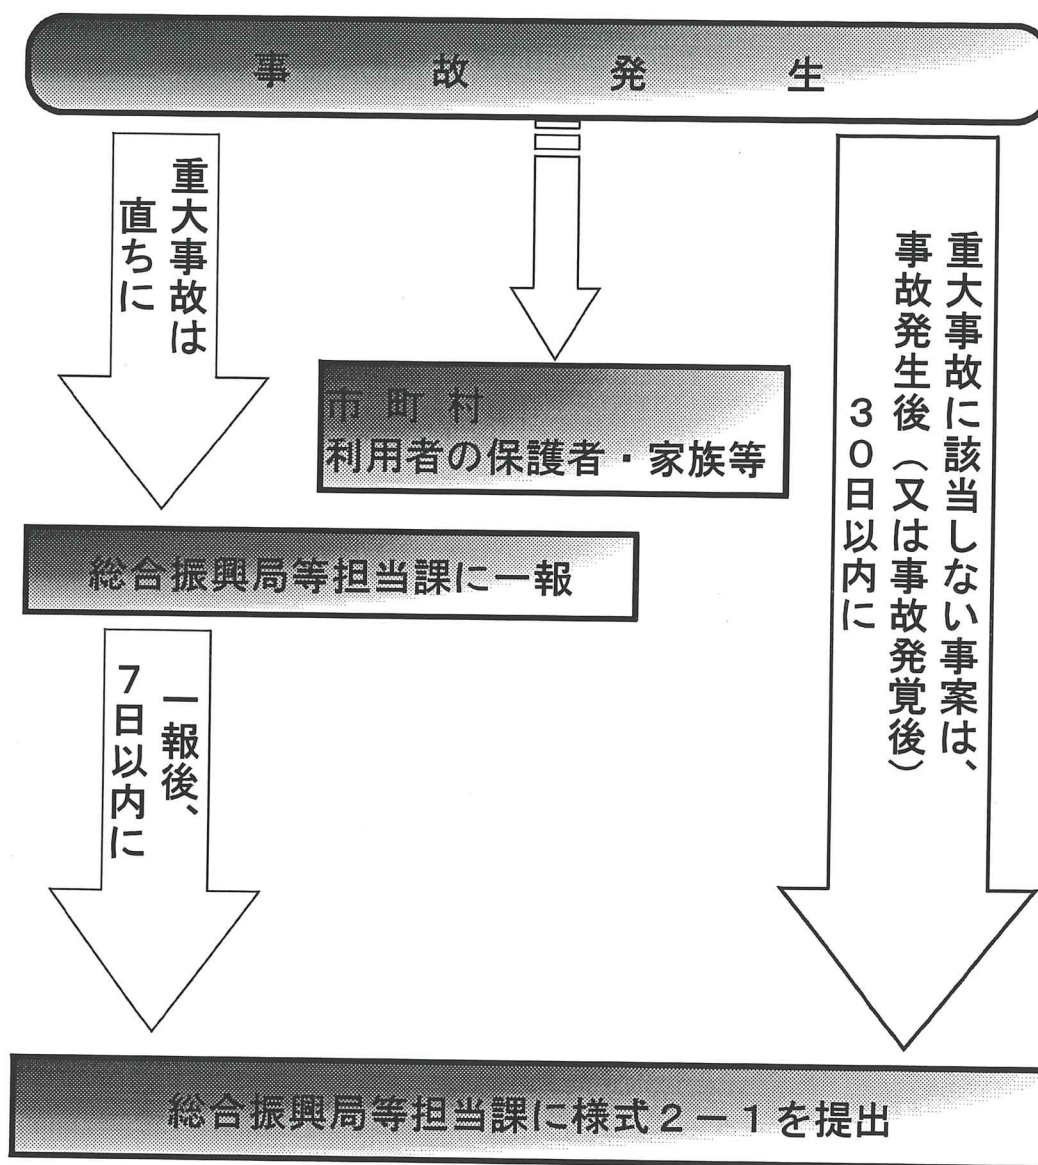 事故発生
重大事故は
直ちに
市町村
利用者の保護者・家族等
総合振興局等担当課に一報
一報後、
7日以内に
重大事故に該当しない事案は、
事故発生後（又は事故発覚後）
30日以内に
総合振興局等担当課に様式2－1を提出